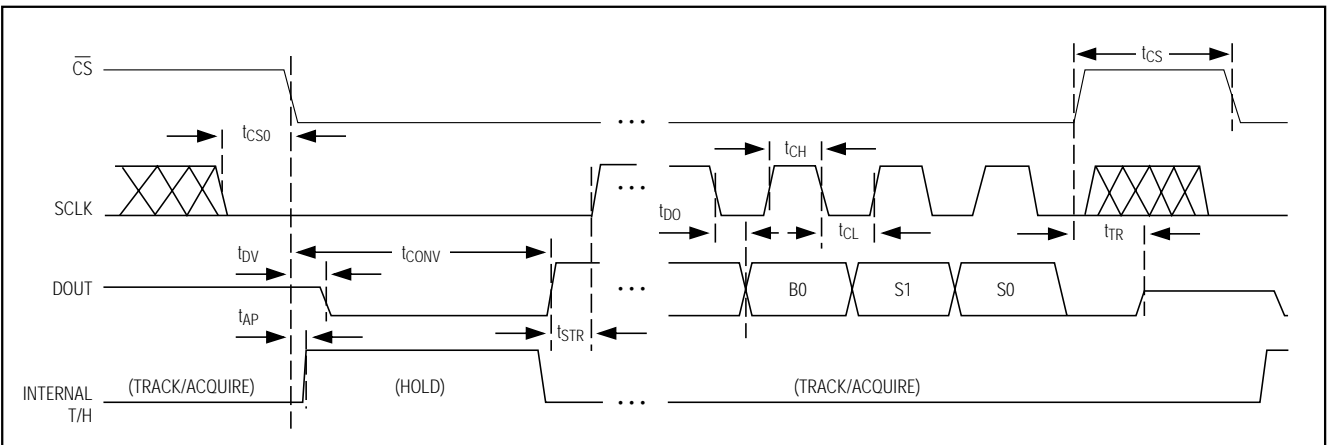 CS
tCS
tCS0
tCH
SCLK
tDO
tCL
tTR
tDV
tCONV
DOUT
B0
S1
S0
tAP
tSTR
(TRACK/ACQUIRE)
(HOLD)
(TRACK/ACQUIRE)
INTERNAL
T/H